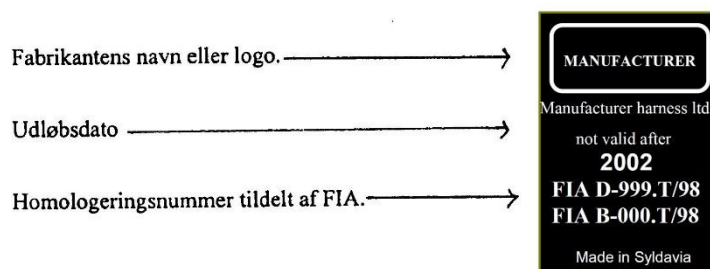 Fabrikantens navn eller logo.
MANUFACTURER
Manufacturer harness ltd
Udløbsdato
not valid after
2002
Homologeringsnummer tildelt af FIA.
FIA D-999.T/98
FIA B-000.T/98
Made in Syldavia